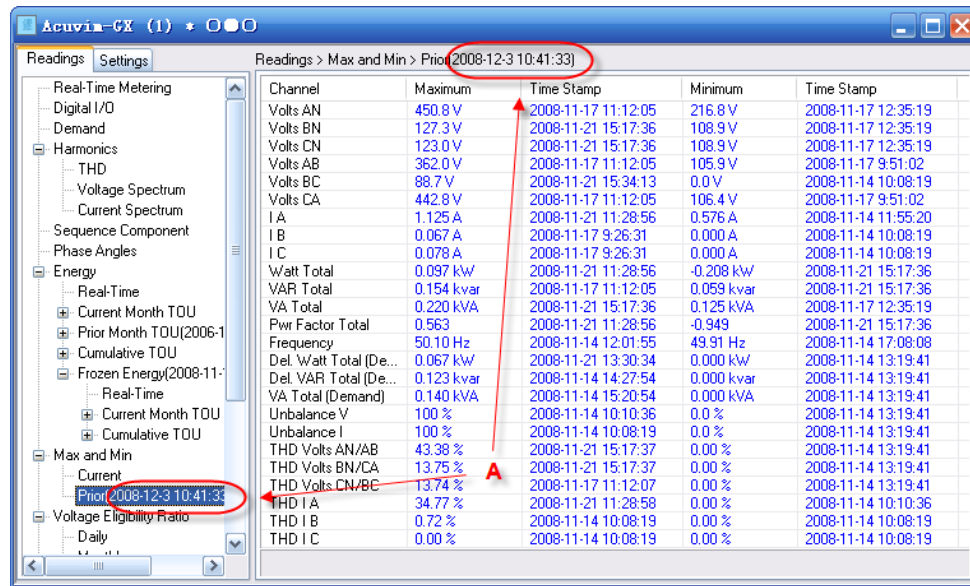 Acuvim-GX (1) *
Readings Settings
Readings > Max and Min > Prior(2008-12-3 10:41:33)
Real-Time Metering
Digital I/O
Demand
Harmonics
THD
Voltage Spectrum
Current Spectrum
Sequence Component
Phase Angles
Energy
Real-Time
Current Month TOU
Prior Month TOU(2006-1
Cumulative TOU
Frozen Energy(2008-11-
Real-Time
Current Month TOU
Cumulative TOU
Max and Min
Current
Prior(2008-12-3 10:41:33
Voltage Eligibility Ratio
Daily
Channel Maximum Time Stamp Minimum Time Stamp
Volts AN 450.8 V 2008-11-17 11:12:05 216.8 V 2008-11-17 12:35:19
Volts BN 127.3 V 2008-11-21 15:17:36 108.9 V 2008-11-17 12:35:19
Volts CN 123.0 V 2008-11-21 15:17:36 108.9 V 2008-11-17 12:35:19
Volts AB 362.0 V 2008-11-17 11:12:05 105.9 V 2008-11-17 9:51:02
Volts BC 88.7 V 2008-11-21 15:34:13 0.0 V 2008-11-14 10:08:19
Volts CA 442.8 V 2008-11-17 11:12:05 106.4 V 2008-11-17 9:51:02
I A 1.125 A 2008-11-21 11:28:56 0.576 A 2008-11-14 11:55:20
I B 0.067 A 2008-11-17 9:26:31 0.000 A 2008-11-14 10:08:19
I C 0.078 A 2008-11-17 9:26:31 0.000 A 2008-11-14 10:08:19
Watt Total 0.097 kW 2008-11-21 11:28:56 -0.208 kW 2008-11-21 15:17:36
VAR Total 0.154 kvar 2008-11-17 11:12:05 0.059 kvar 2008-11-21 15:17:36
VA Total 0.220 kVA 2008-11-21 15:17:36 0.125 kVA 2008-11-17 12:35:19
Pwr Factor Total 0.563 2008-11-21 11:28:56 -0.949 2008-11-21 15:17:36
Frequency 50.10 Hz 2008-11-14 12:01:55 49.91 Hz 2008-11-14 17:08:08
Del. Watt Total (De... 0.067 kW 2008-11-21 13:30:34 0.000 kW 2008-11-14 13:19:41
Del. VAR Total (De... 0.123 kvar 2008-11-14 14:27:54 0.000 kvar 2008-11-14 13:19:41
VA Total (Demand) 0.140 kVA 2008-11-14 15:20:54 0.000 kVA 2008-11-14 13:19:41
Unbalance V 100 % 2008-11-14 10:10:36 0.0 % 2008-11-14 13:19:41
Unbalance I 100 % 2008-11-14 10:08:19 0.0 % 2008-11-14 13:19:41
THD Volts AN/AB 43.38 % 2008-11-21 15:17:37 0.00 % 2008-11-14 13:19:41
THD Volts BN/CA 13.75 % 2008-11-21 15:17:37 0.00 % 2008-11-14 13:19:41
THD Volts CN/BC 13.74 % 2008-11-17 11:12:07 0.00 % 2008-11-14 13:19:41
THD I A 34.77 % 2008-11-21 11:28:58 0.00 % 2008-11-14 10:10:36
THD I B 0.72 % 2008-11-14 10:08:19 0.00 % 2008-11-14 10:08:19
THD I C 0.00 % 2008-11-14 10:08:19 0.00 % 2008-11-14 10:08:19
A